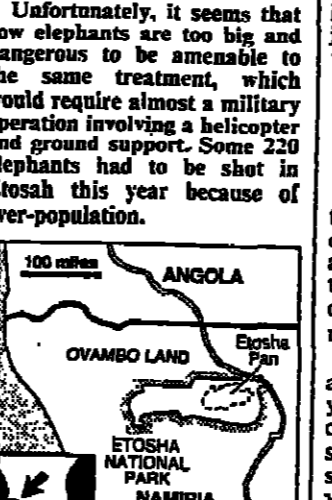 Unfortunately, it seems that
ow elephants are too big and
angerous to be amenable to
he same treatment, which
ould require almost a military
peration involving a helicopter
nd ground support. Some 220
lephants had to be shot in
tosah this year because of
ver-population.
100 miles
ANGOLA
OVAMBO LAND
Etosha
Pan
ETOSHA
NATIONAL
PARK
NAMIBIA